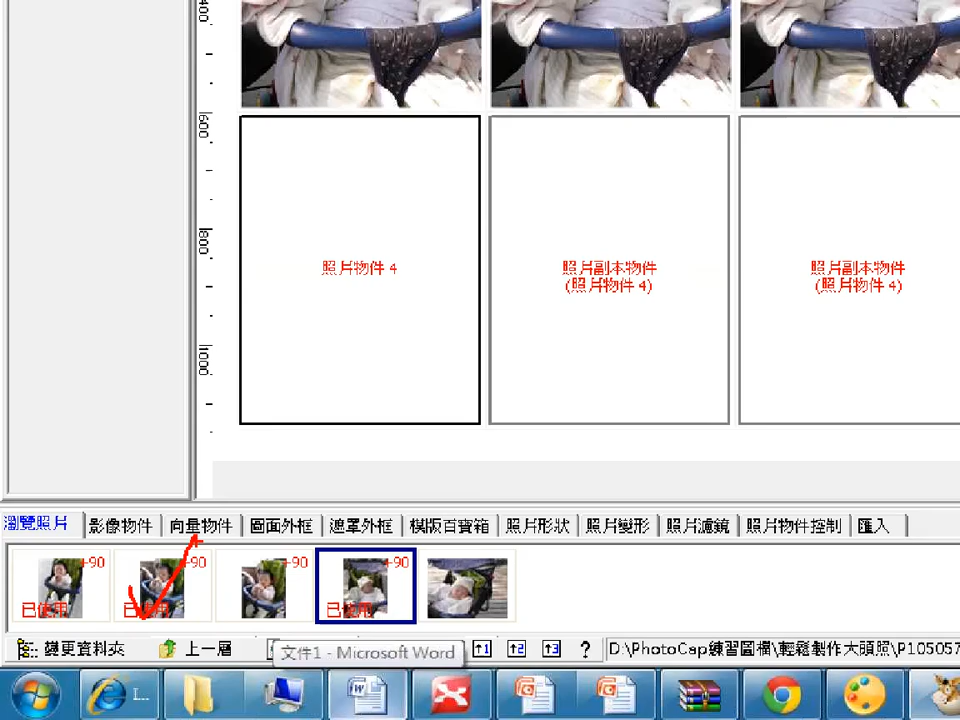 400
600
照片物件 4
照片副本物件
(照片物件 4)
照片副本物件
(照片物件 4)
800
1000
瀏覽照片 影像物件 向量物件 圖面外框 遮罩外框 模版百寶箱 照片形狀 照片變形 照片濾鏡 照片物件控制 匯入
+90 +90 +90 +90
已使用 已使用 已使用
變更資料夾 上一層 1 2 3 ? D:\PhotoCap練習圖檔\輕鬆製作大頭照\P105057
文件1 - Microsoft Word
I...